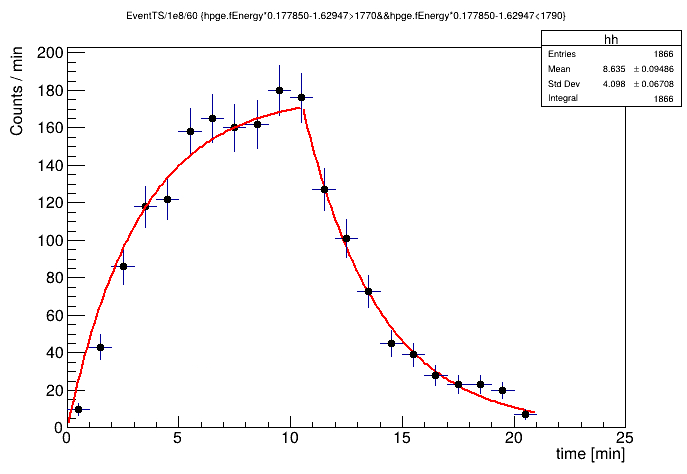 EventTS/1e8/60 {hpge.fEnergy*0.177850-1.62947>1770&&hpge.fEnergy*0.177850-1.62947<1790}
hh
Entries 1866
Mean 8.635 ± 0.09486
Std Dev 4.098 ± 0.06708
Integral 1866
Counts / min
200
180
160
140
120
100
80
60
40
20
0
0 5 10 15 20 25
time [min]